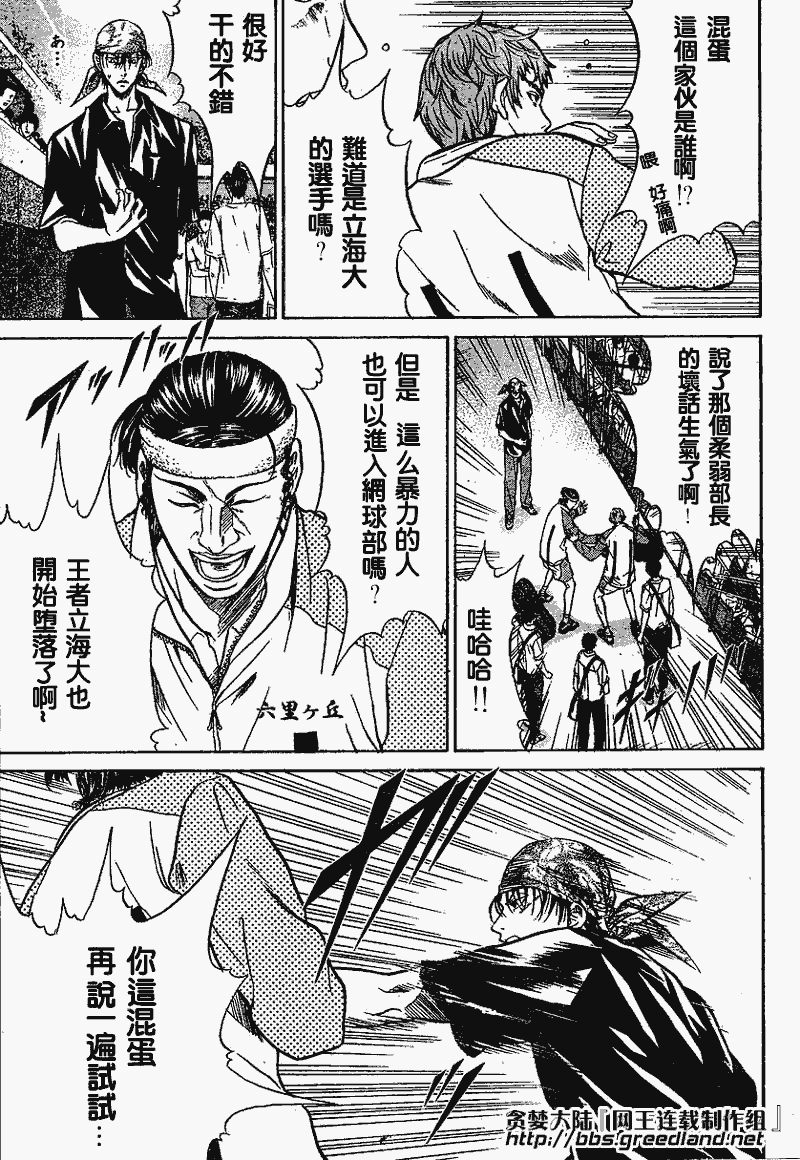 混蛋
這個家伙是誰啊!?
喂
好痛啊
難道是立海大
的選手嗎?
很好
干的不錯
あ…
說了那個柔弱部長
的壞話生氣了啊!
哇哈哈!!
但是 這么暴力的人
也可以進入網球部嗎?
王者立海大也
開始堕落了啊~
六里ヶ丘
你這混蛋
再說一遍試試…
贪婪大陆『网王连载制作组』
http://bbs.greedland.net